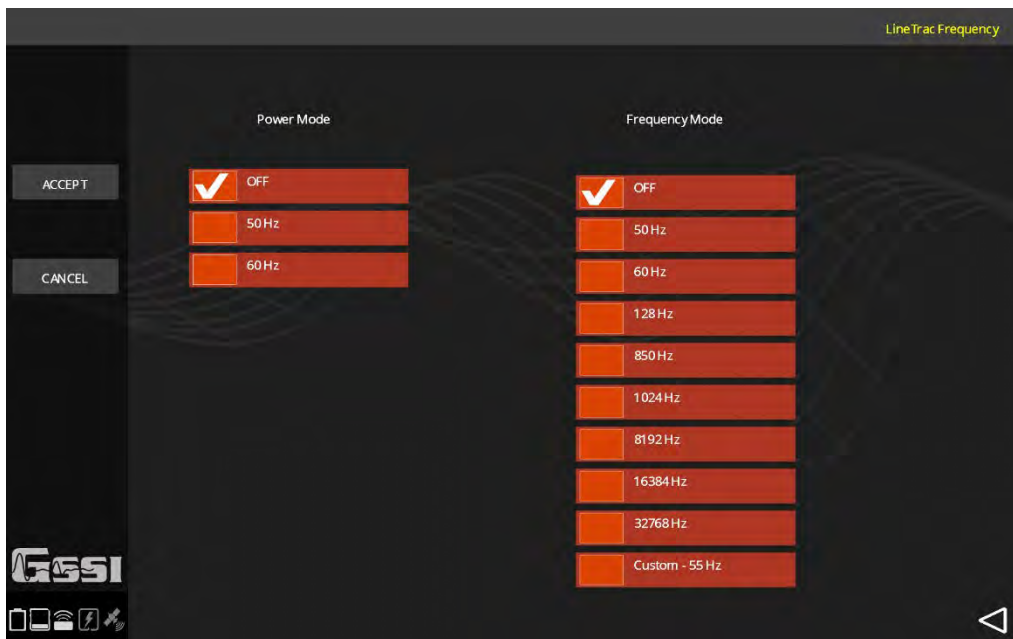 LineTrac Frequency
Power Mode
Frequency Mode
ACCEPT
CANCEL
OFF
50 Hz
60 Hz
OFF
50 Hz
60 Hz
128 Hz
850 Hz
1024 Hz
8192 Hz
16384 Hz
32768 Hz
Custom - 55 Hz
GSSI